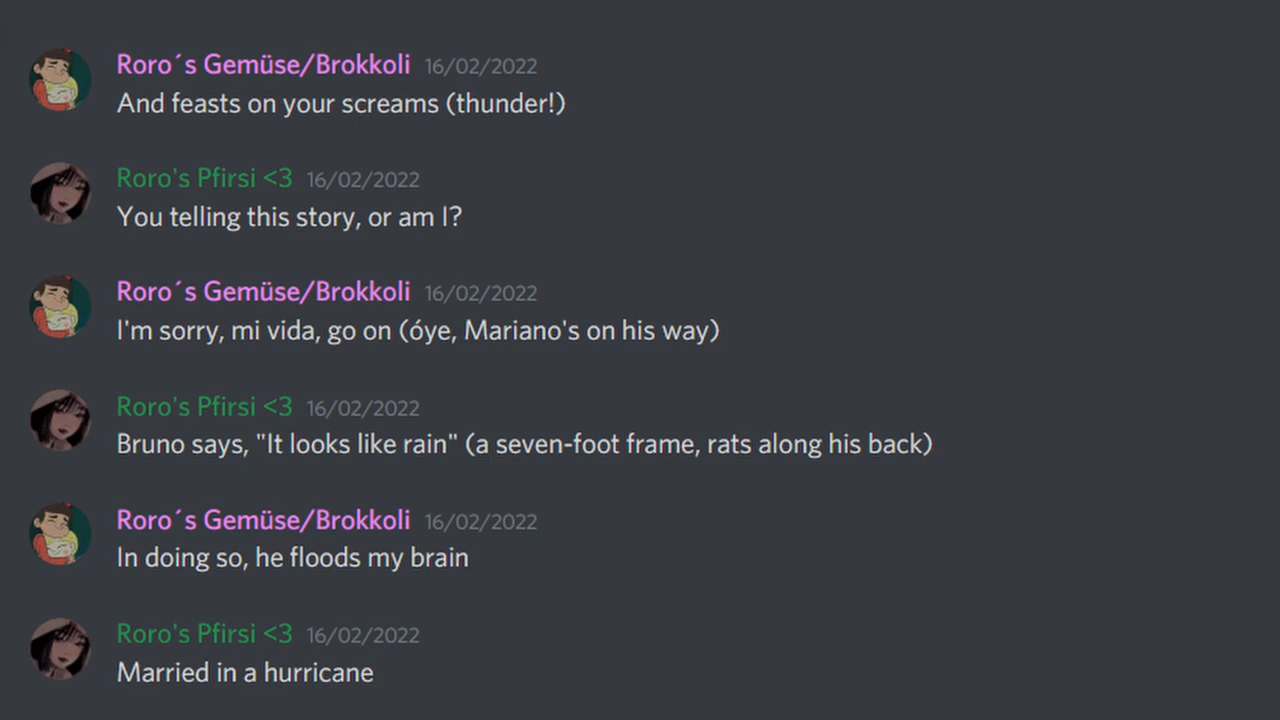 Roro´s Gemüse/Brokkoli 16/02/2022
And feasts on your screams (thunder!)
Roro's Pfirsi <3 16/02/2022
You telling this story, or am I?
Roro´s Gemüse/Brokkoli 16/02/2022
I'm sorry, mi vida, go on (óye, Mariano's on his way)
Roro's Pfirsi <3 16/02/2022
Bruno says, "It looks like rain" (a seven-foot frame, rats along his back)
Roro´s Gemüse/Brokkoli 16/02/2022
In doing so, he floods my brain
Roro's Pfirsi <3 16/02/2022
Married in a hurricane